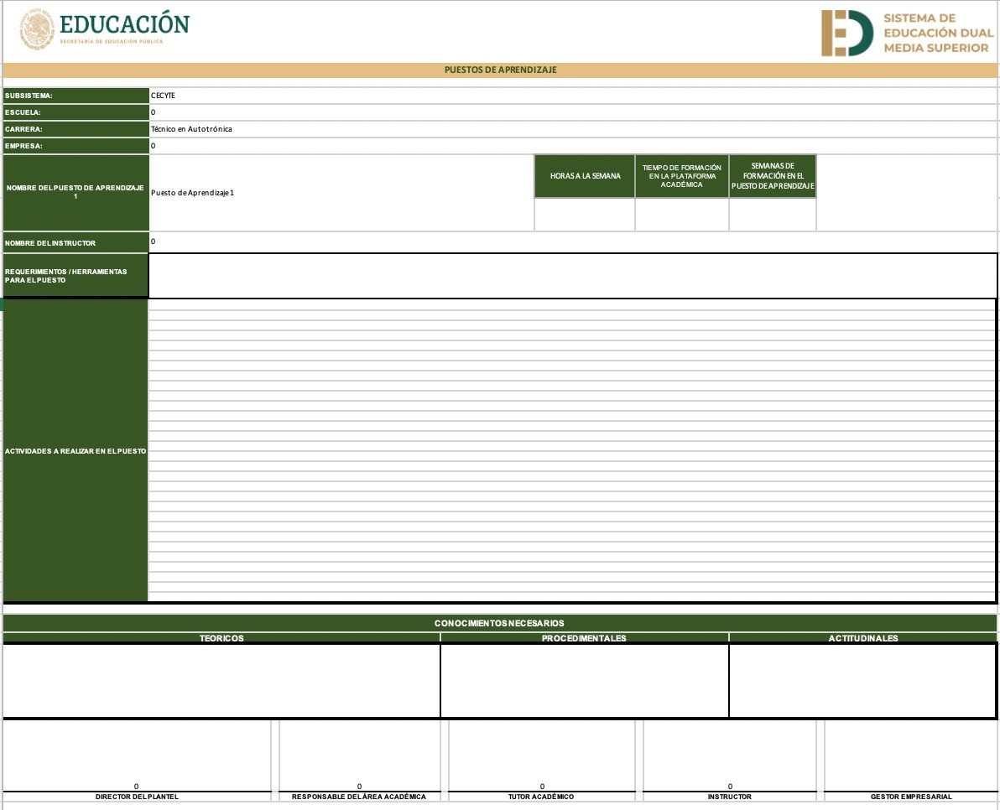 EDUCACIÓN
SECRETARÍA DE EDUCACIÓN PÚBLICA
SISTEMA DE
EDUCACIÓN DUAL
MEDIA SUPERIOR
PUESTOS DE APRENDIZAJE
SUBSISTEMA:
CECYTE
ESCUELA:
0
CARRERA:
Técnico en Autotrónica
EMPRESA:
0
NOMBRE DEL PUESTO DE APRENDIZAJE
1
Puesto de Aprendizaje 1
HORAS A LA SEMANA
TIEMPO DE FORMACIÓN
EN LA PLATAFORMA
ACADÉMICA
SEMANAS DE
FORMACIÓN EN EL
PUESTO DE APRENDIZAJE
NOMBRE DEL INSTRUCTOR
0
REQUERIMIENTOS / HERRAMIENTAS
PARA EL PUESTO
ACTIVIDADES A REALIZAR EN EL PUESTO
CONOCIMIENTOS NECESARIOS
TEORICOS
PROCEDIMENTALES
ACTITUDINALES
0
DIRECTOR DEL PLANTEL
0
RESPONSABLE DEL ÁREA ACADÉMICA
0
TUTOR ACADÉMICO
0
INSTRUCTOR
GESTOR EMPRESARIAL